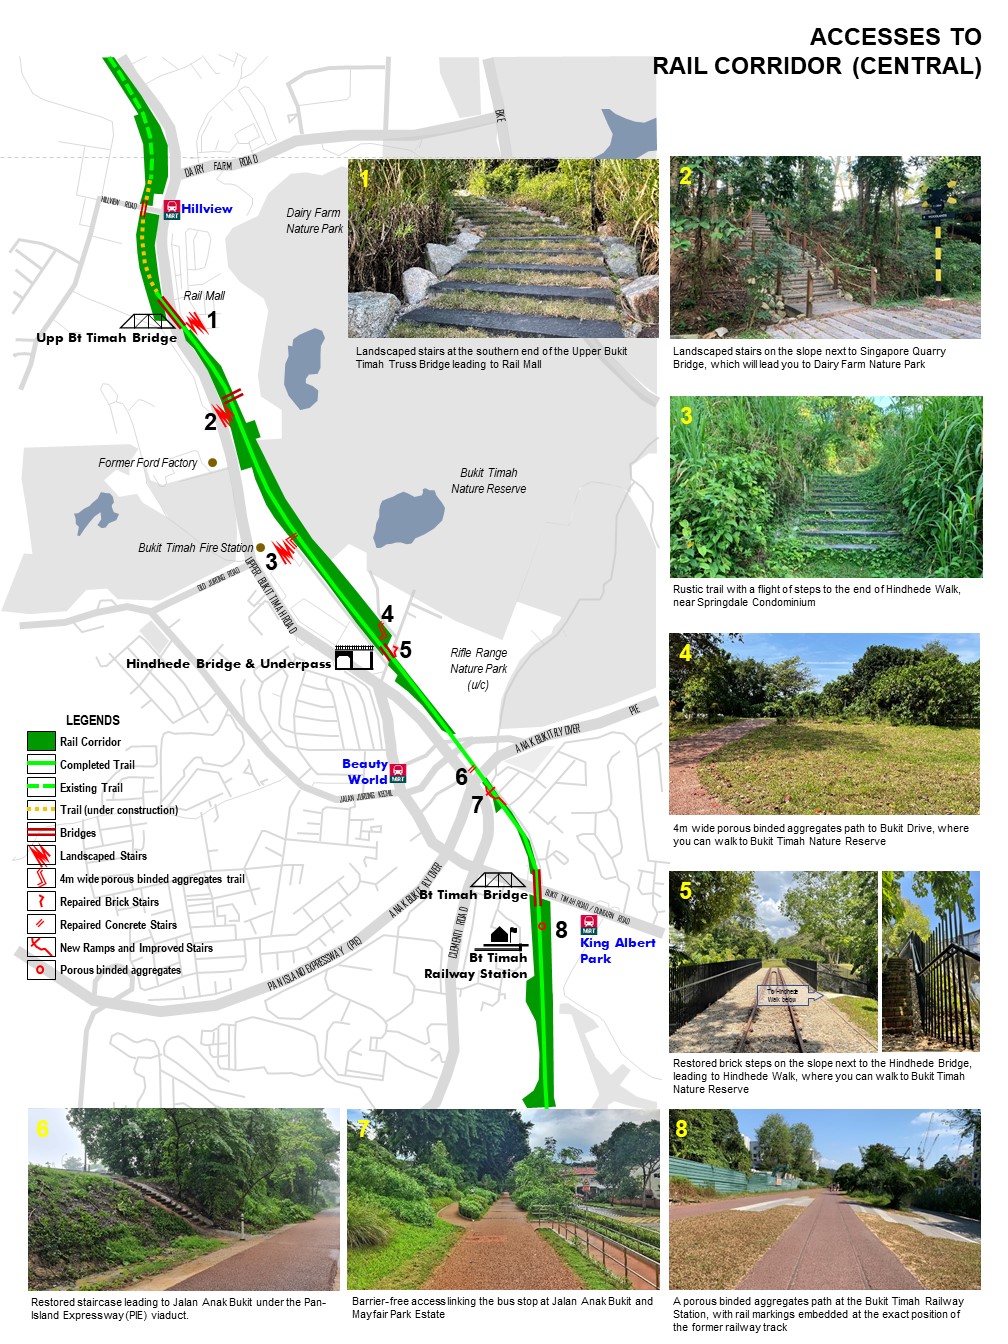 ACCESSES TO
RAIL CORRIDOR (CENTRAL)
BKE
DAIRY FARM ROAD
HILLVIEW ROAD
MRT
Hillview
Dairy Farm
Nature Park
Rail Mall
1
Upp Bt Timah Bridge
2
Former Ford Factory
Bukit Timah
Nature Reserve
Bukit Timah Fire Station
3
OLD JURONG ROAD
UPPER BUKIT TIMAH ROAD
4
5
Hindhede Bridge & Underpass
Rifle Range
Nature Park
(u/c)
PIE
ANAK BUKIT FLYOVER
Beauty
World
MRT
JALAN JURONG KECHIL
6
7
ANAK BUKIT FLYOVER
Bt Timah Bridge
BUKIT TIMAH ROAD / DUNEARN ROAD
CLEMENTI ROAD
8
MRT
King Albert
Park
Bt Timah
Railway Station
PAN ISLAND EXPRESSWAY (PIE)
LEGENDS
Rail Corridor
Completed Trail
Existing Trail
Trail (under construction)
Bridges
Landscaped Stairs
4m wide porous binded aggregates trail
Repaired Brick Stairs
Repaired Concrete Stairs
New Ramps and Improved Stairs
Porous binded aggregates
1
Landscaped stairs at the southern end of the Upper Bukit
Timah Truss Bridge leading to Rail Mall
2
Landscaped stairs on the slope next to Singapore Quarry
Bridge, which will lead you to Dairy Farm Nature Park
3
Rustic trail with a flight of steps to the end of Hindhede Walk,
near Springdale Condominium
4
4m wide porous binded aggregates path to Bukit Drive, where
you can walk to Bukit Timah Nature Reserve
5
To Hindhede
Walk below
Restored brick steps on the slope next to the Hindhede Bridge,
leading to Hindhede Walk, where you can walk to Bukit Timah
Nature Reserve
6
Restored staircase leading to Jalan Anak Bukit under the Pan-
Island Expressway (PIE) viaduct.
7
Barrier-free access linking the bus stop at Jalan Anak Bukit and
Mayfair Park Estate
8
A porous binded aggregates path at the Bukit Timah Railway
Station, with rail markings embedded at the exact position of
the former railway track